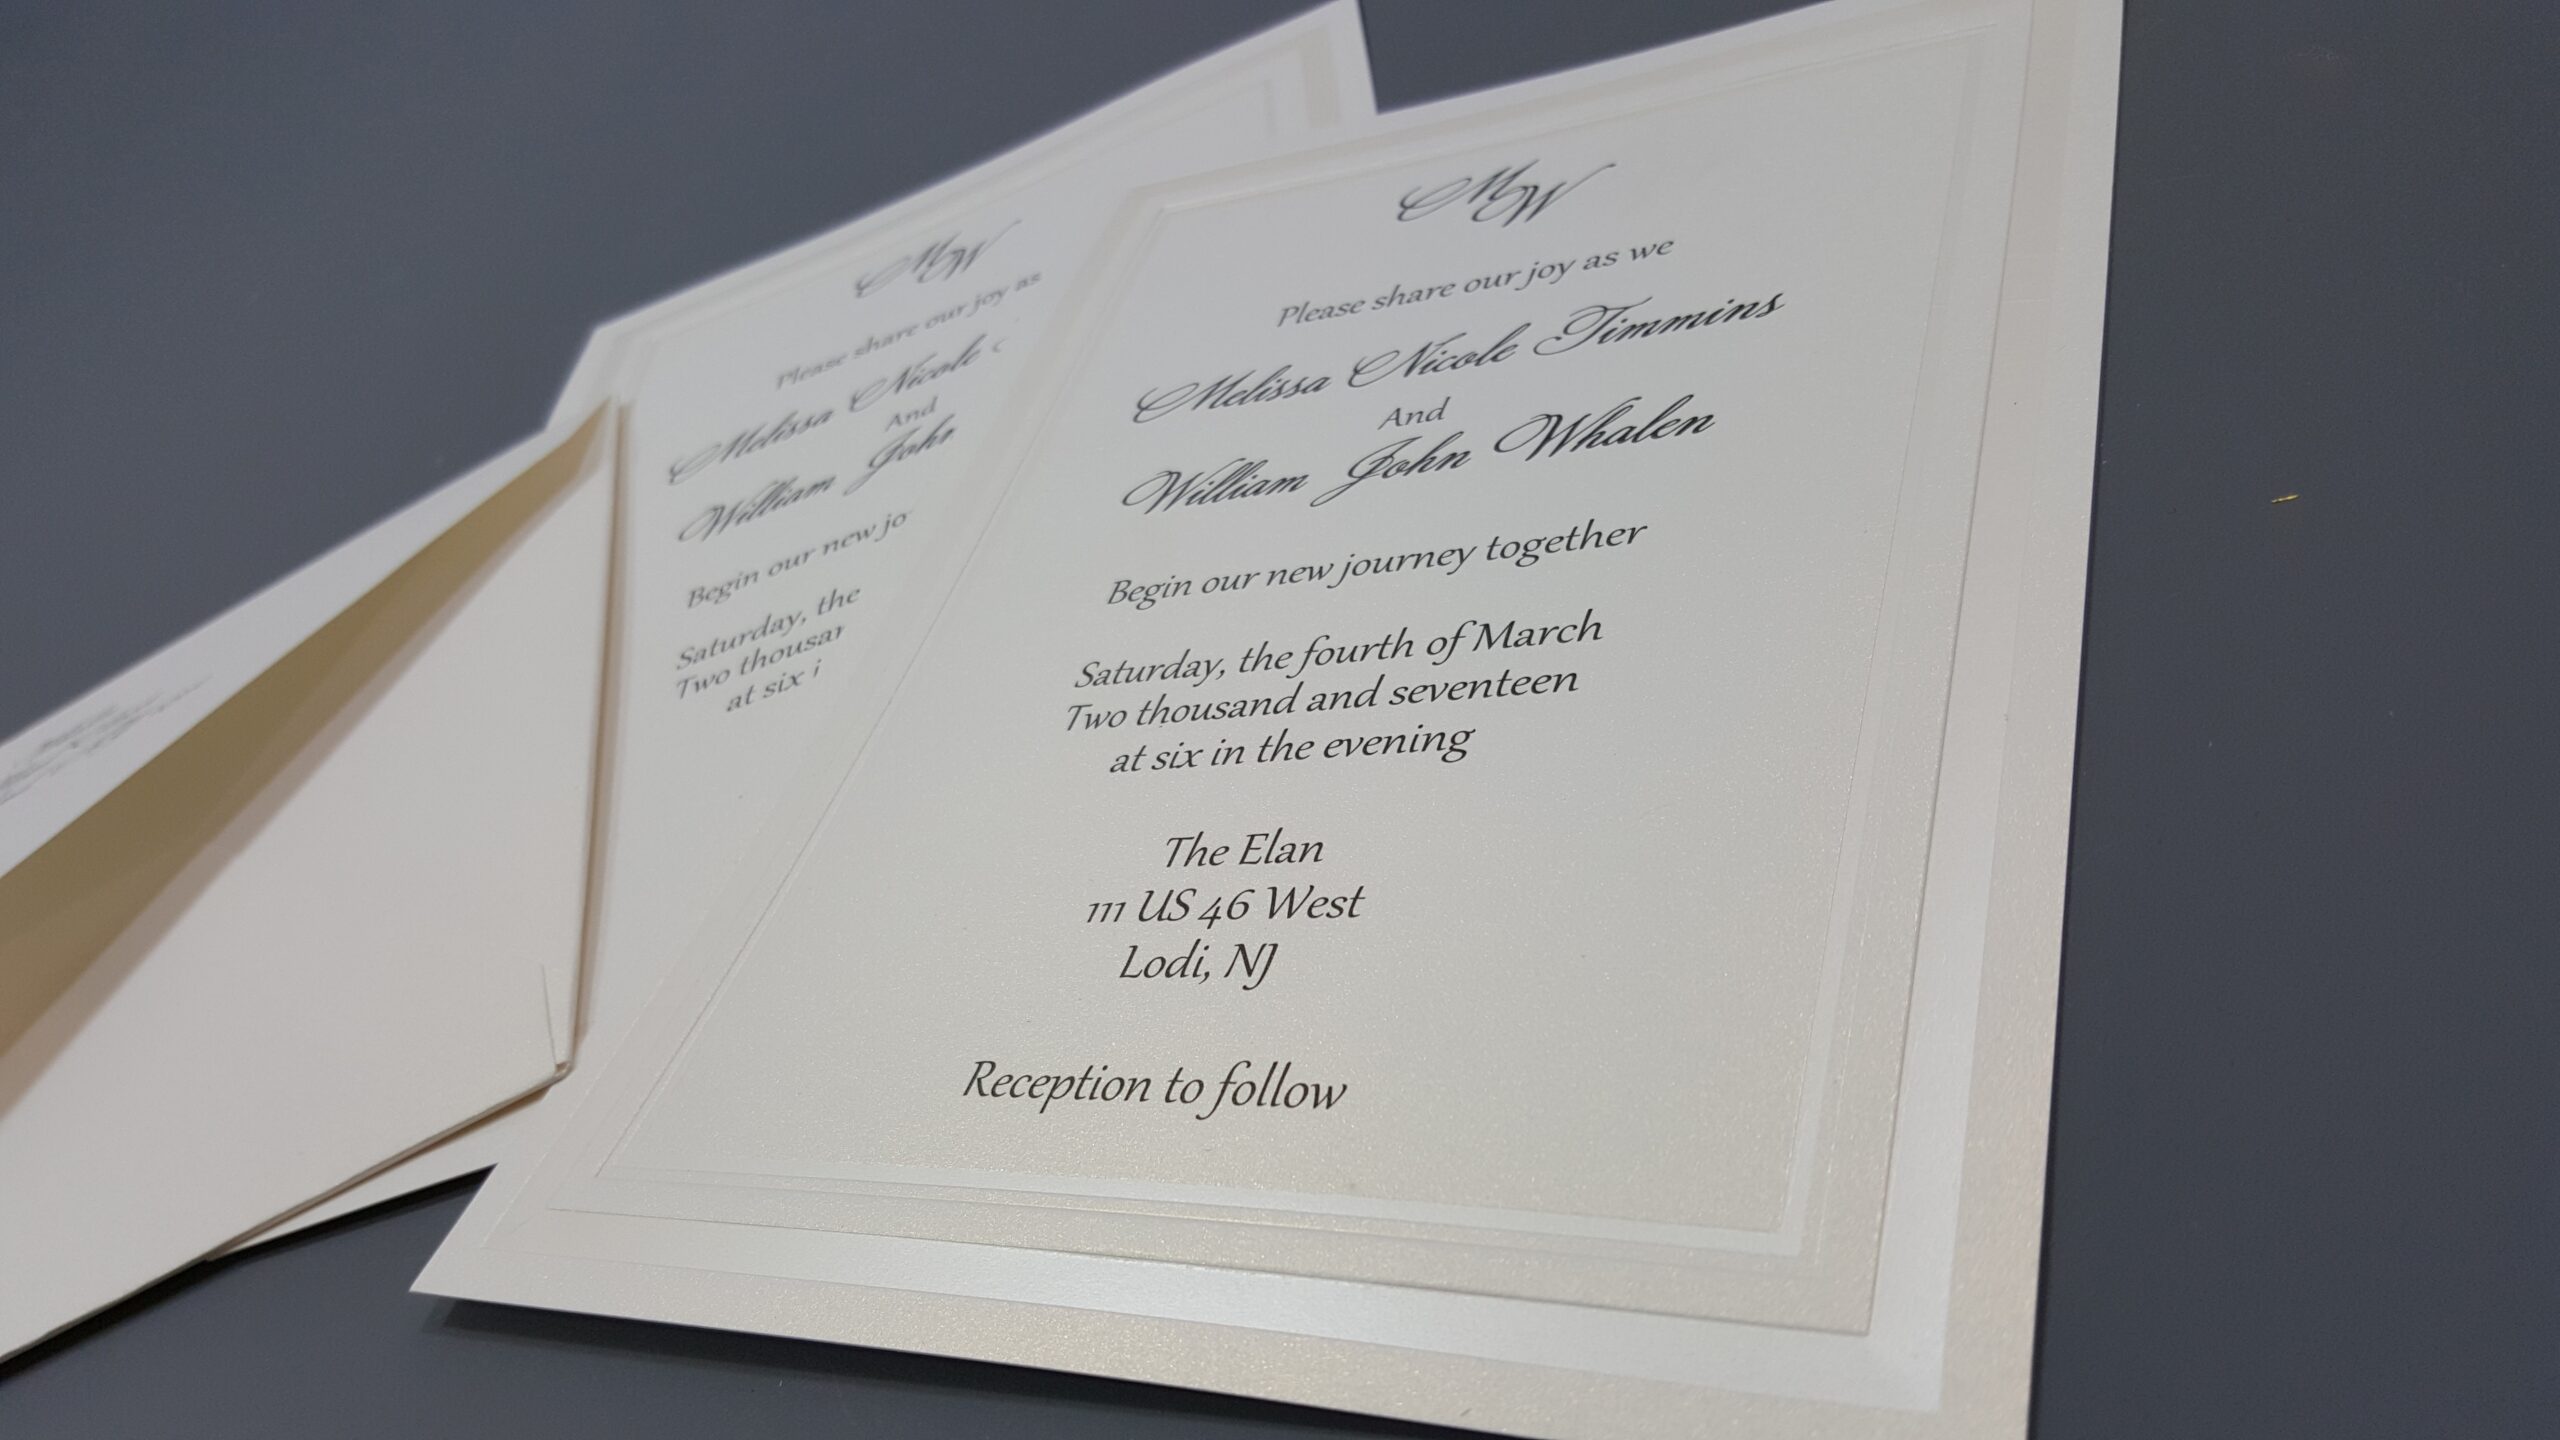 MW
Please share our joy as we
Melissa Nicole Timmins
And
William John Whalen
Begin our new journey together
Saturday, the fourth of March
Two thousand and seventeen
at six in the evening
The Elan
111 US 46 West
Lodi, NJ
Reception to follow
MW
Please share our joy as
Melissa Nicole
And
William John
Begin our new jo
Saturday, the
Two thousan
at six i